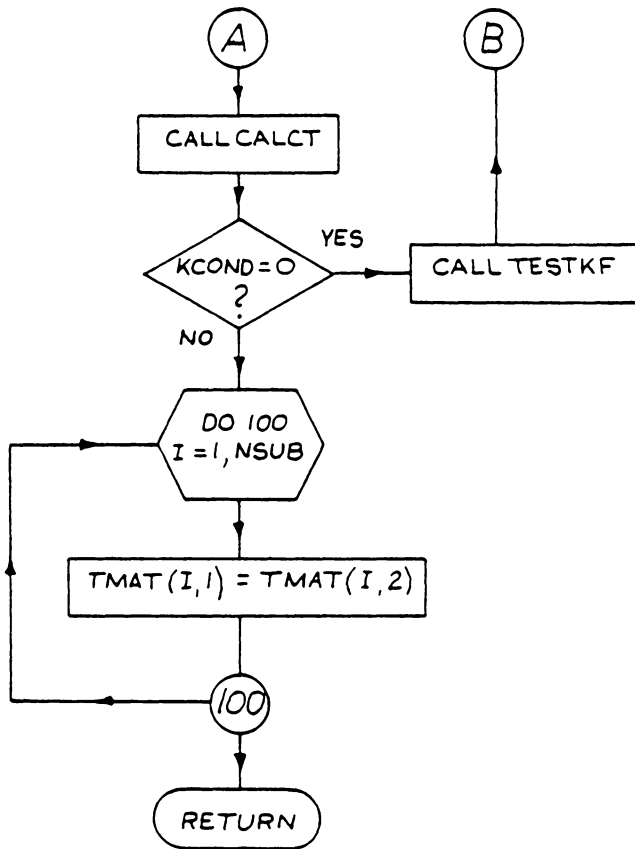 A
B
CALL CALCT
KCOND = 0
?
YES
CALL TESTKF
NO
DO 100
I = 1, NSUB
TMAT(I,1) = TMAT(I,2)
100
RETURN